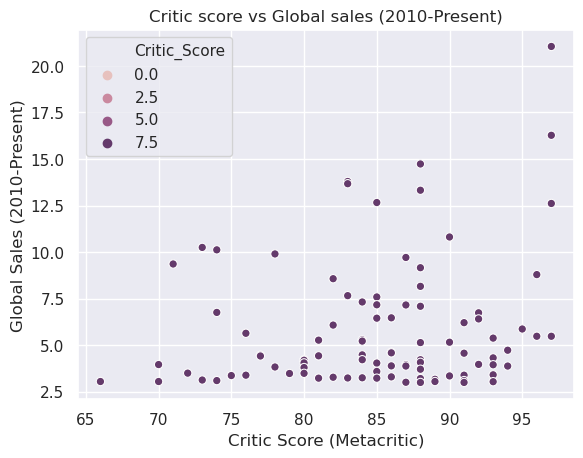 Critic score vs Global sales (2010-Present)
Critic_Score
0.0
2.5
5.0
7.5
20.0
17.5
15.0
12.5
10.0
7.5
5.0
2.5
Global Sales (2010-Present)
65 70 75 80 85 90 95
Critic Score (Metacritic)